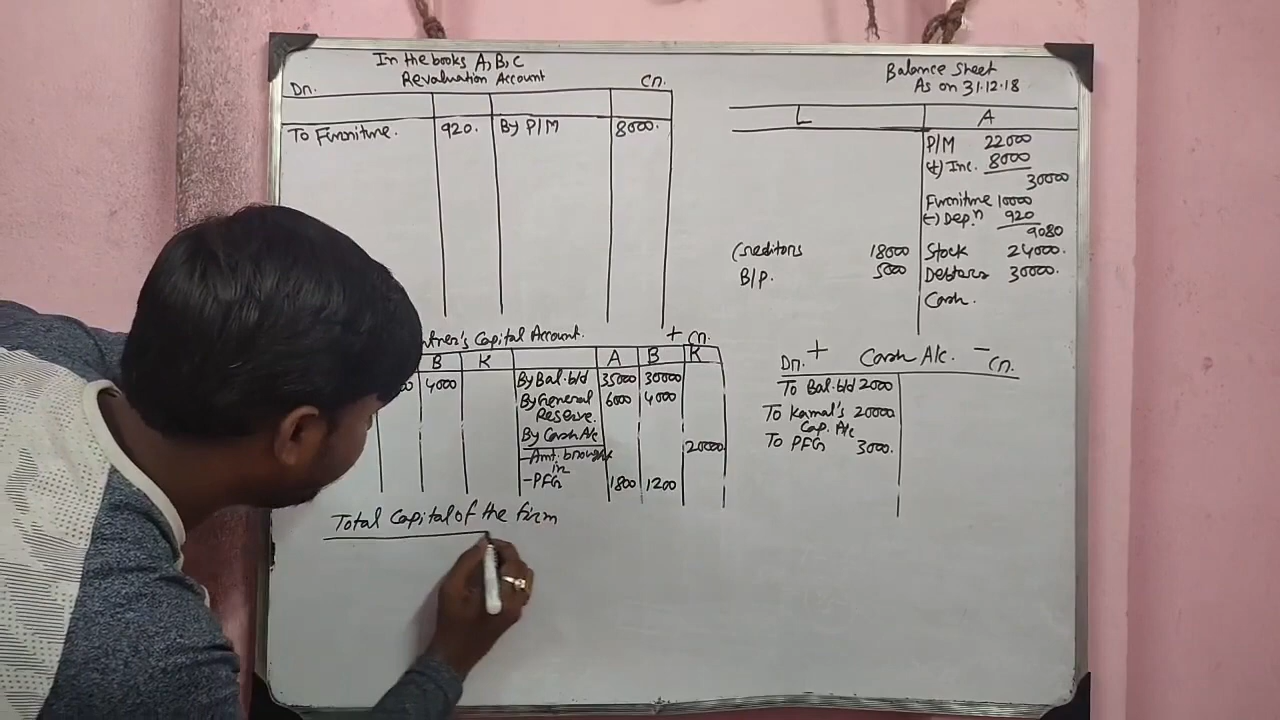 In the books A, B, C
Revaluation Account
Dr. Cr.
To Furniture. 920. By P/M 8000.
Balance Sheet
As on 31.12.18
L A
P/M 22000
(+) Inc. 8000
30000
Furniture 10000
(-) Dep.n 920
9080
Creditors 18000 Stock 24000.
B/P. 5000 Debtors 30000.
Cash.
Capital Account. + Cr.
B K A B K
4000 By Bal. b/d 35000 30000
By General 6000 4000
Reserve.
By Cash A/c 20000
- Amt. brought
in
- PFG 1800 1200
Total Capital of the firm
Dr. + Cash A/c. - Cr.
To Bal. b/d 2000
To Kamal's 20000
Cap. A/c
To PFG 3000.